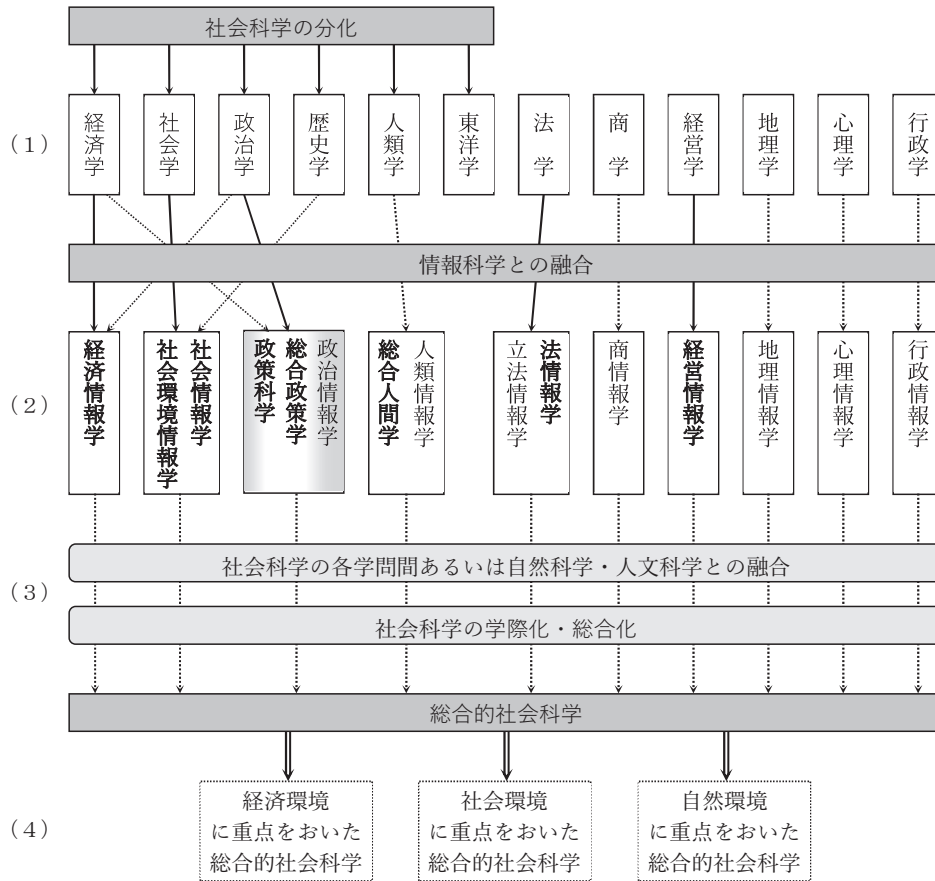 社会科学の分化
(1)
経済学
社会学
政治学
歴史学
人類学
東洋学
法 学
商 学
経営学
地理学
心理学
行政学
情報科学との融合
(2)
経済情報学
社会情報学
社会環境情報学
政治情報学
総合政策学
政策科学
人類情報学
総合人間学
法情報学
立法情報学
商情報学
経営情報学
地理情報学
心理情報学
行政情報学
(3)
社会科学の各学問間あるいは自然科学・人文科学との融合
社会科学の学際化・総合化
総合的社会科学
(4)
経済環境
に重点をおいた
総合的社会科学
社会環境
に重点をおいた
総合的社会科学
自然環境
に重点をおいた
総合的社会科学